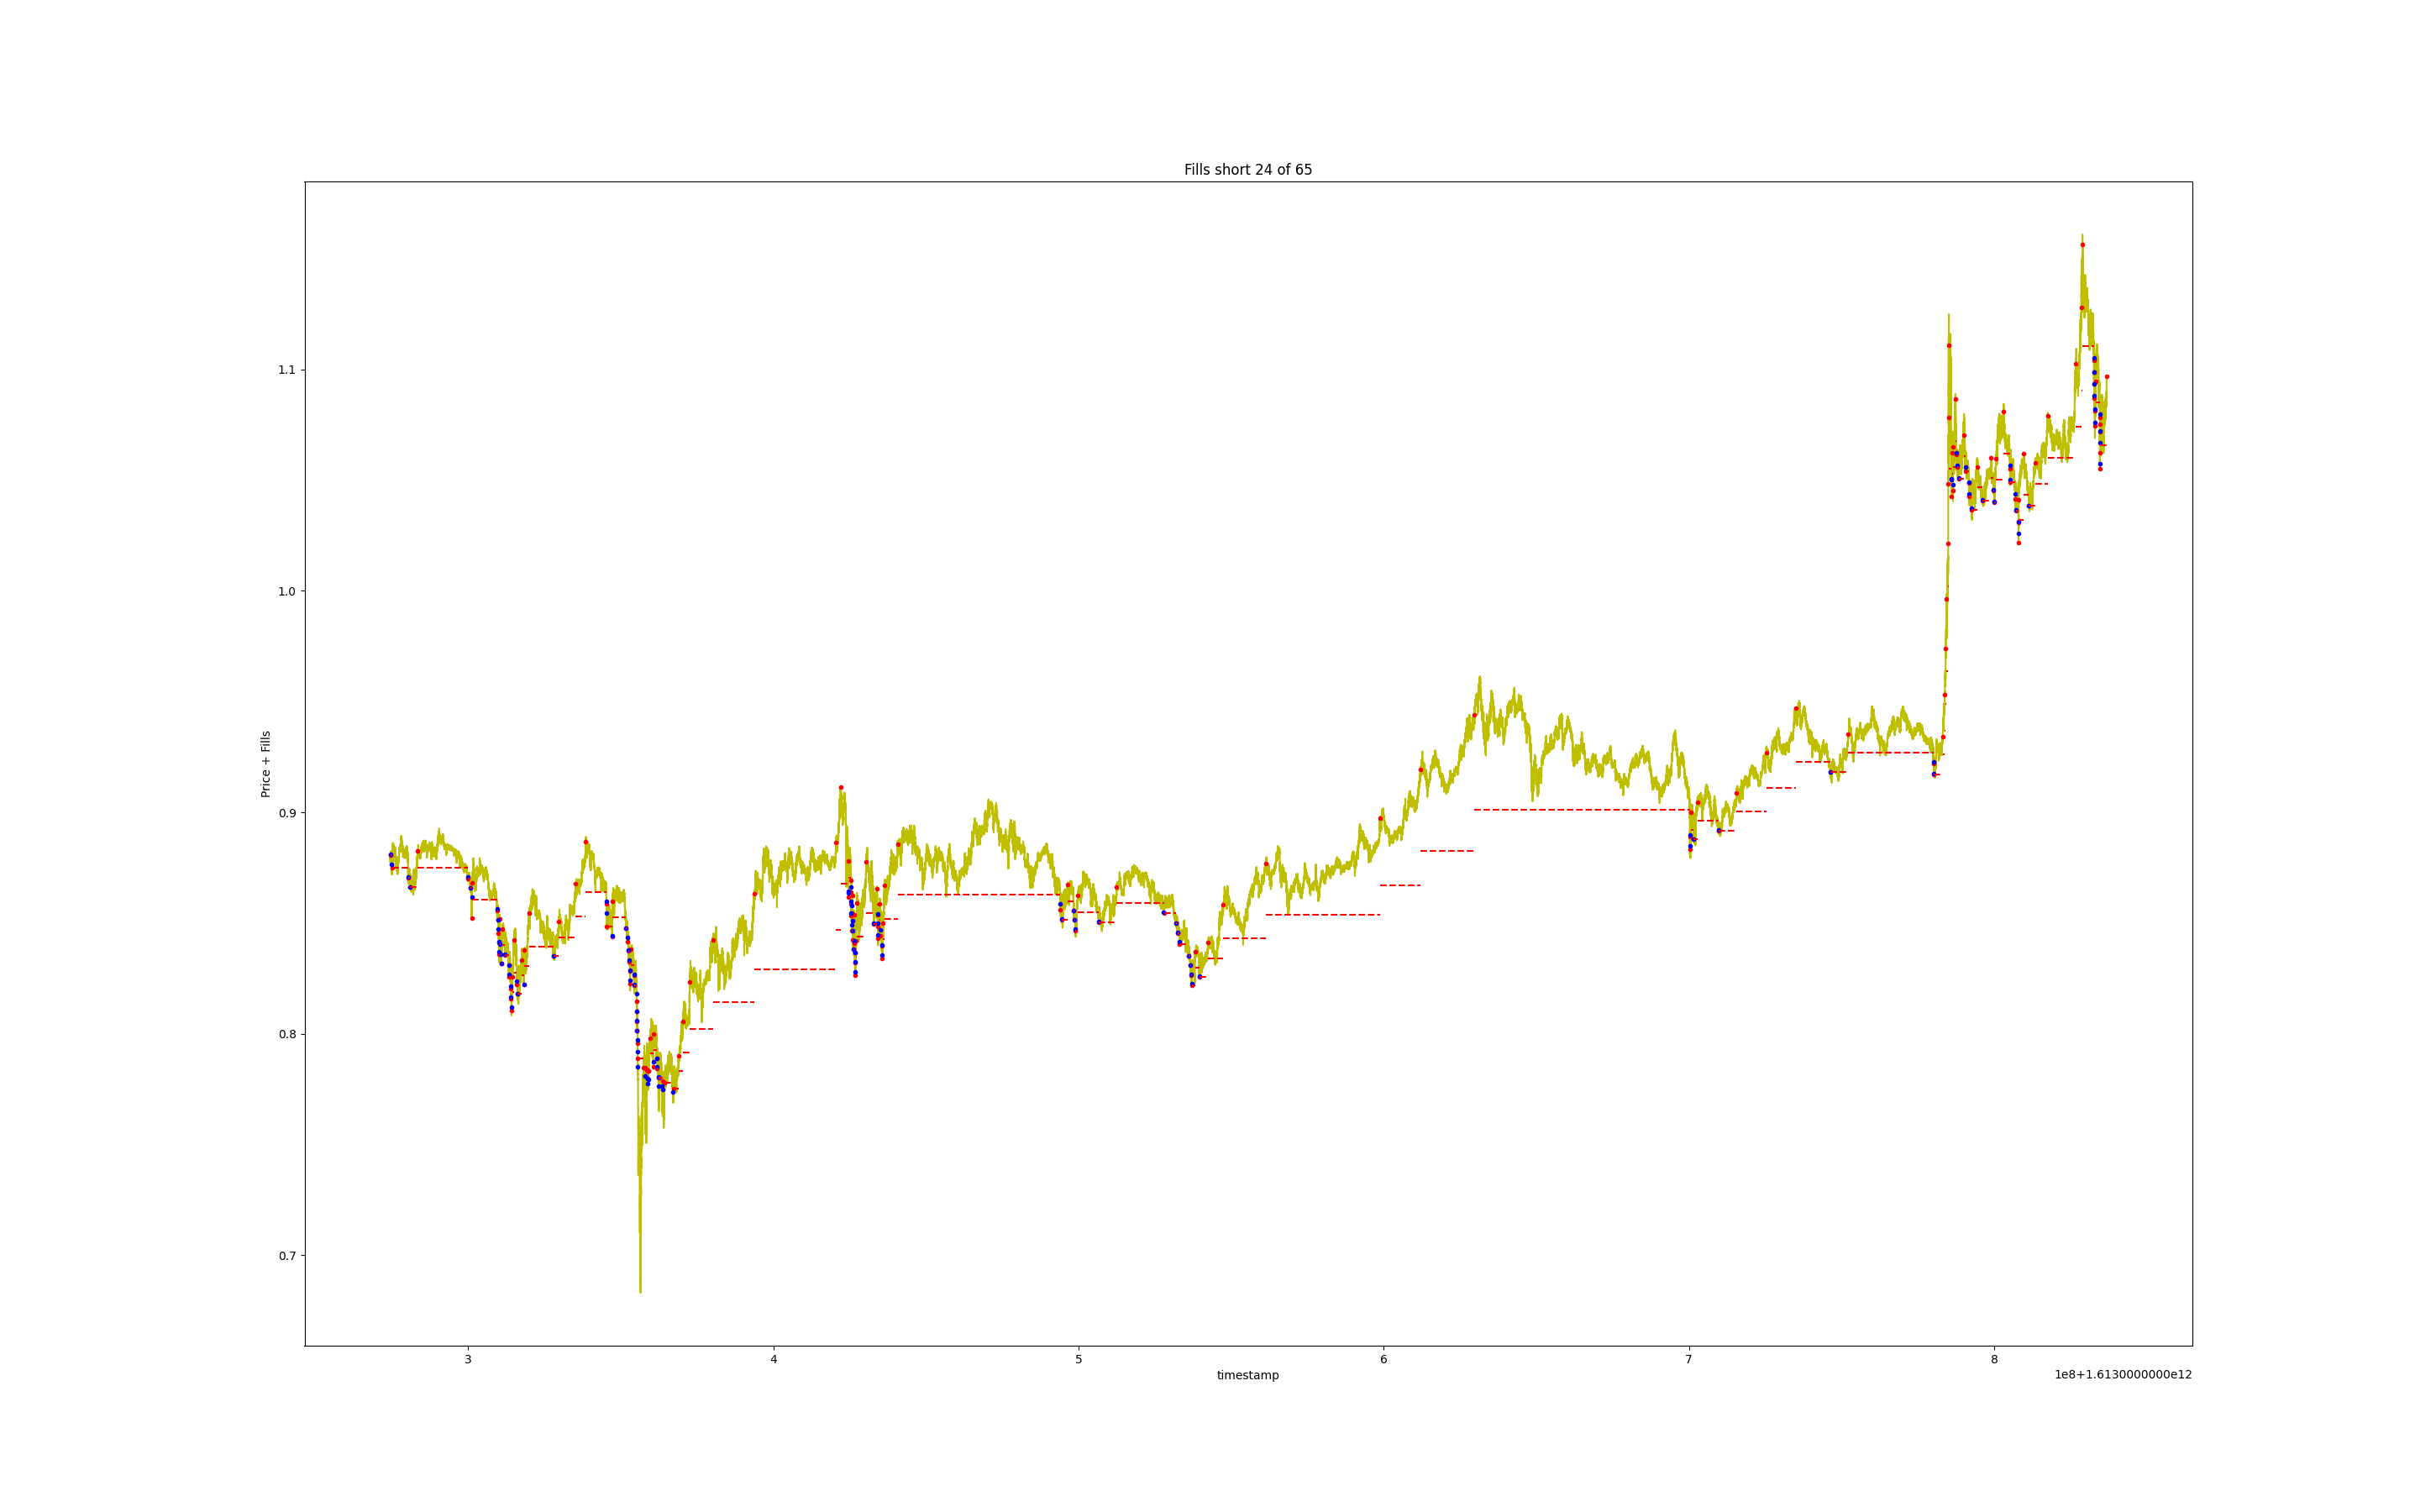 Fills short 24 of 65
1.1
1.0
0.9
0.8
0.7
Price + Fills
3 4 5 6 7 8
timestamp
1e8+1.6130000000e12